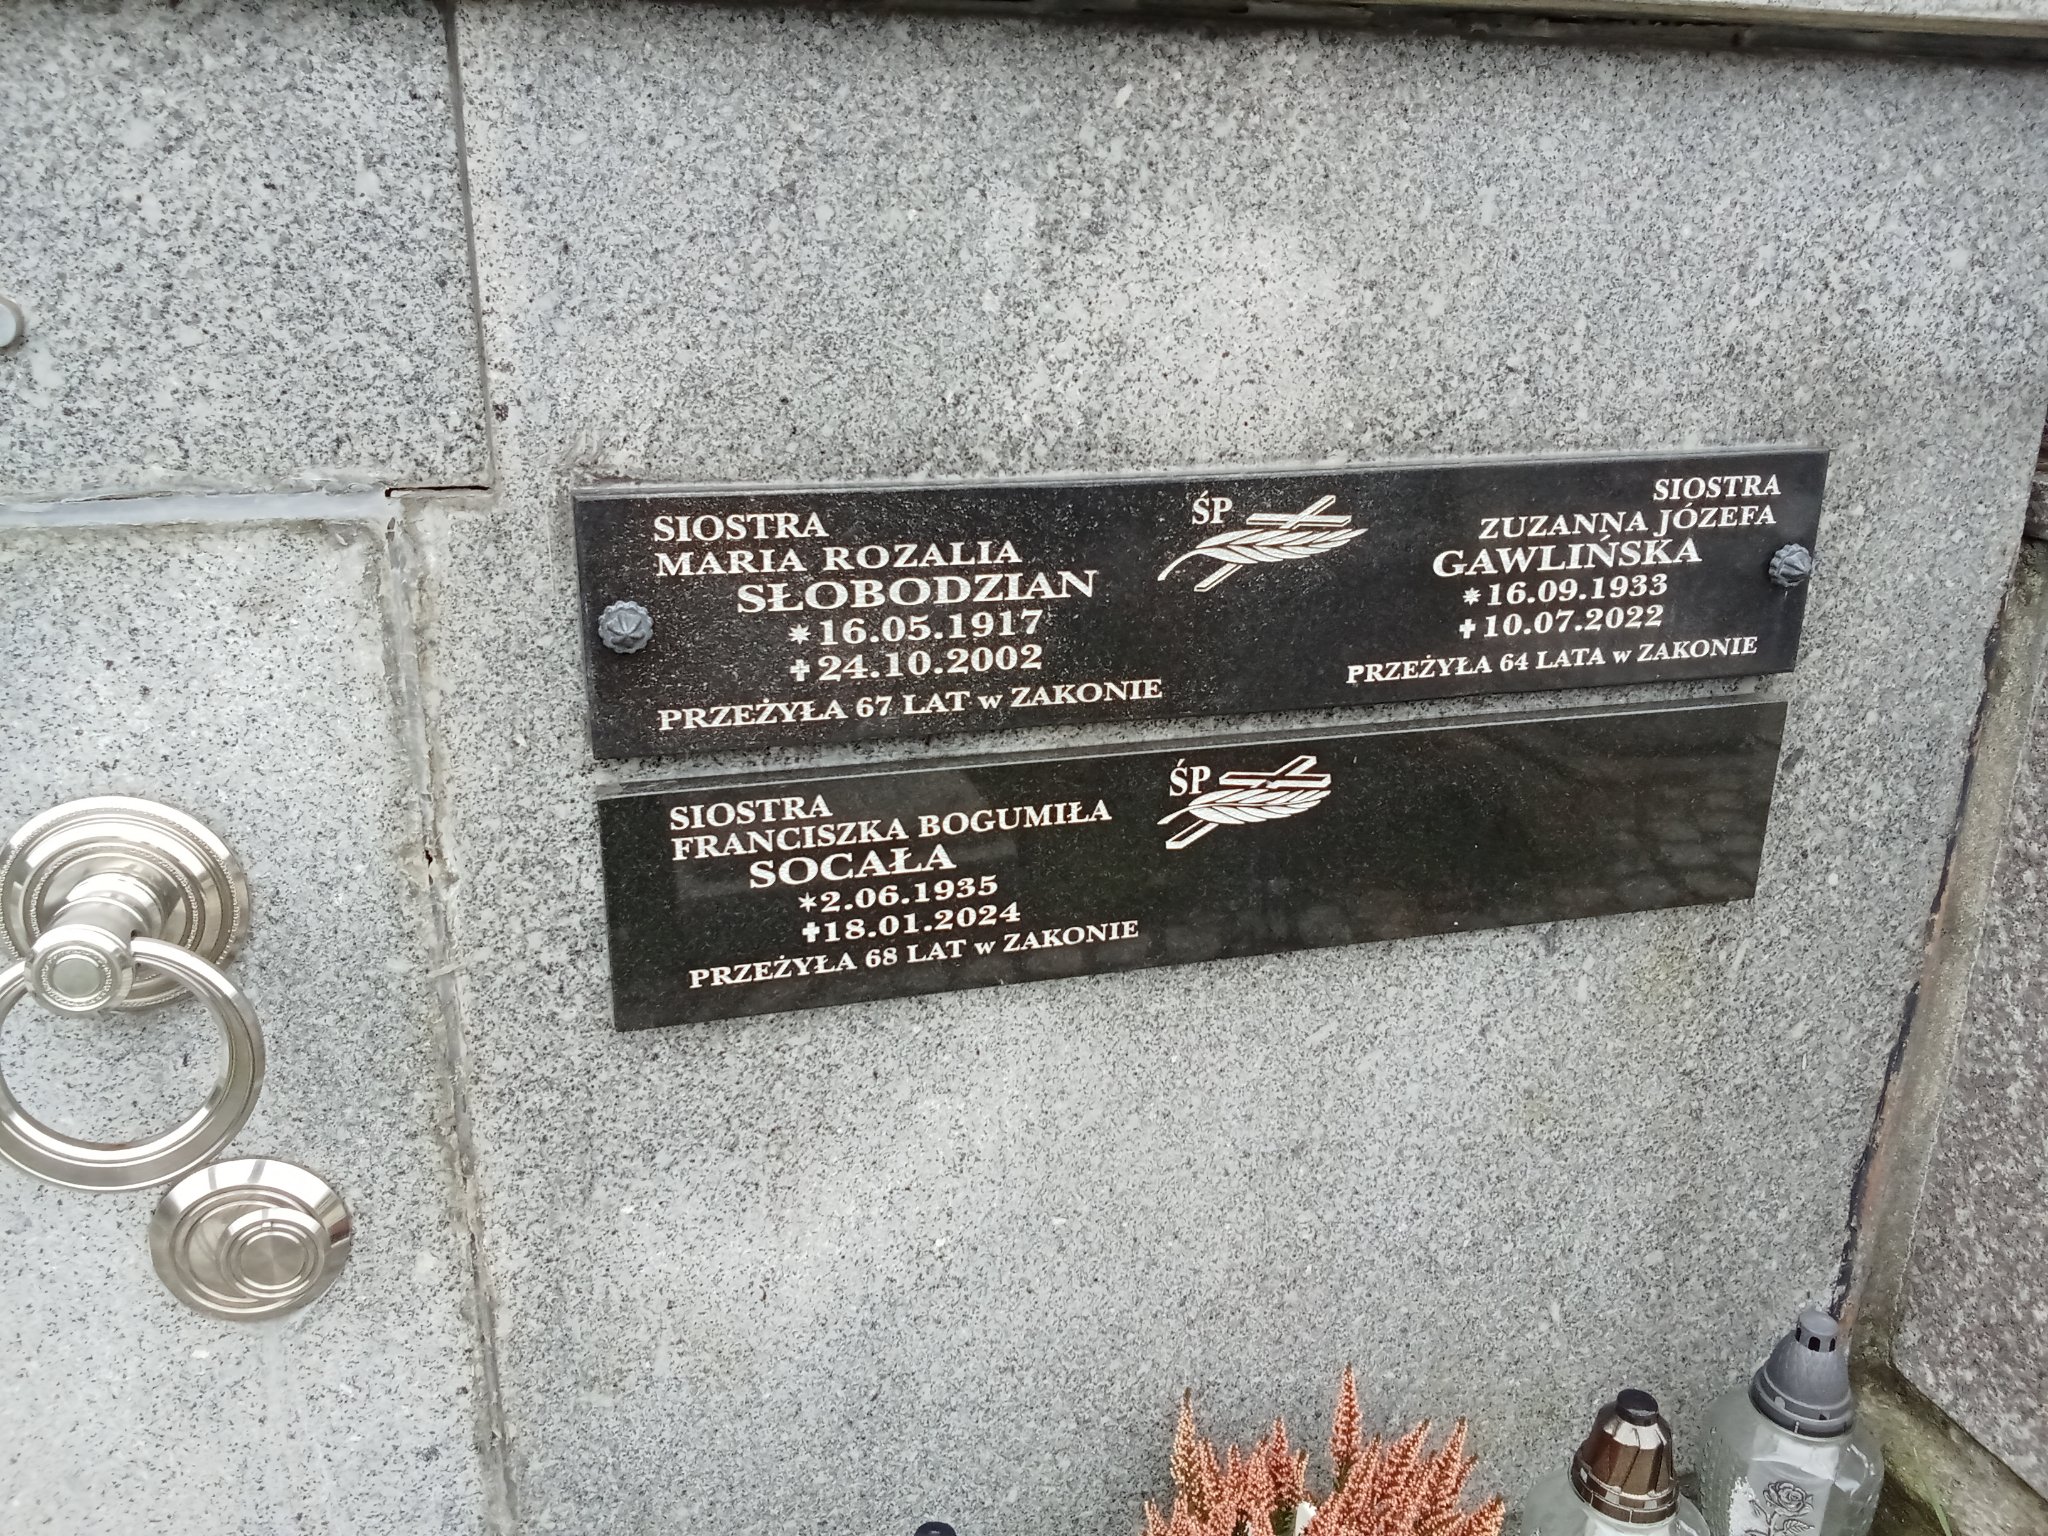 SIOSTRA
MARIA ROZALIA
SŁOBODZIAN
*16.05.1917
✝24.10.2002
PRZEŻYŁA 67 LAT w ZAKONIE
ŚP
SIOSTRA
ZUZANNA JÓZEFA
GAWLIŃSKA
*16.09.1933
✝10.07.2022
PRZEŻYŁA 64 LATA w ZAKONIE
SIOSTRA
FRANCISZKA BOGUMIŁA
SOCAŁA
*2.06.1935
✝18.01.2024
PRZEŻYŁA 68 LAT w ZAKONIE
ŚP